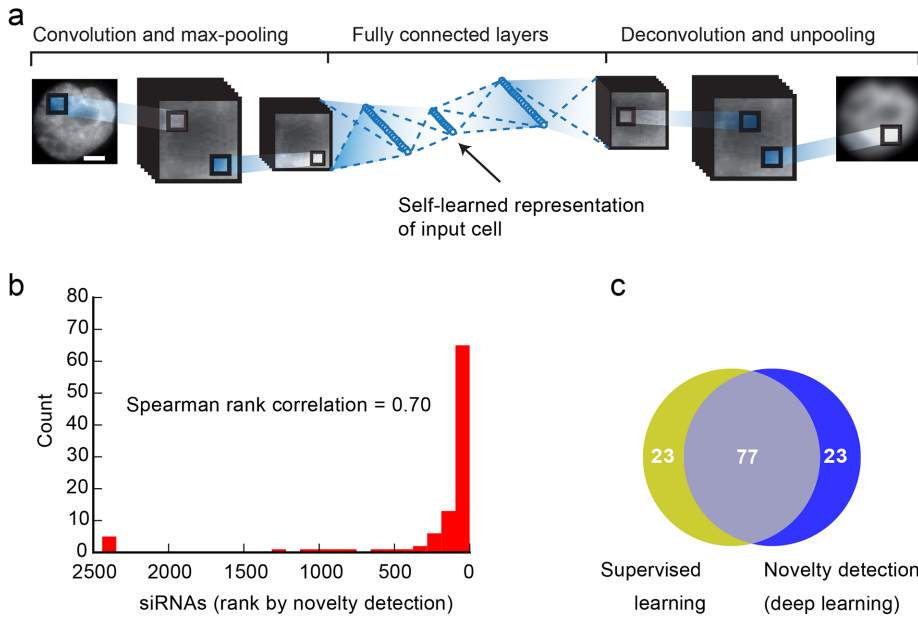 a
Convolution and max-pooling
Fully connected layers
Deconvolution and unpooling
Self-learned representation
of input cell
b
80
70
60
50
40
30
20
10
0
Count
Spearman rank correlation = 0.70
2500
2000
1500
1000
500
0
siRNAs (rank by novelty detection)
c
23
77
23
Supervised
learning
Novelty detection
(deep learning)